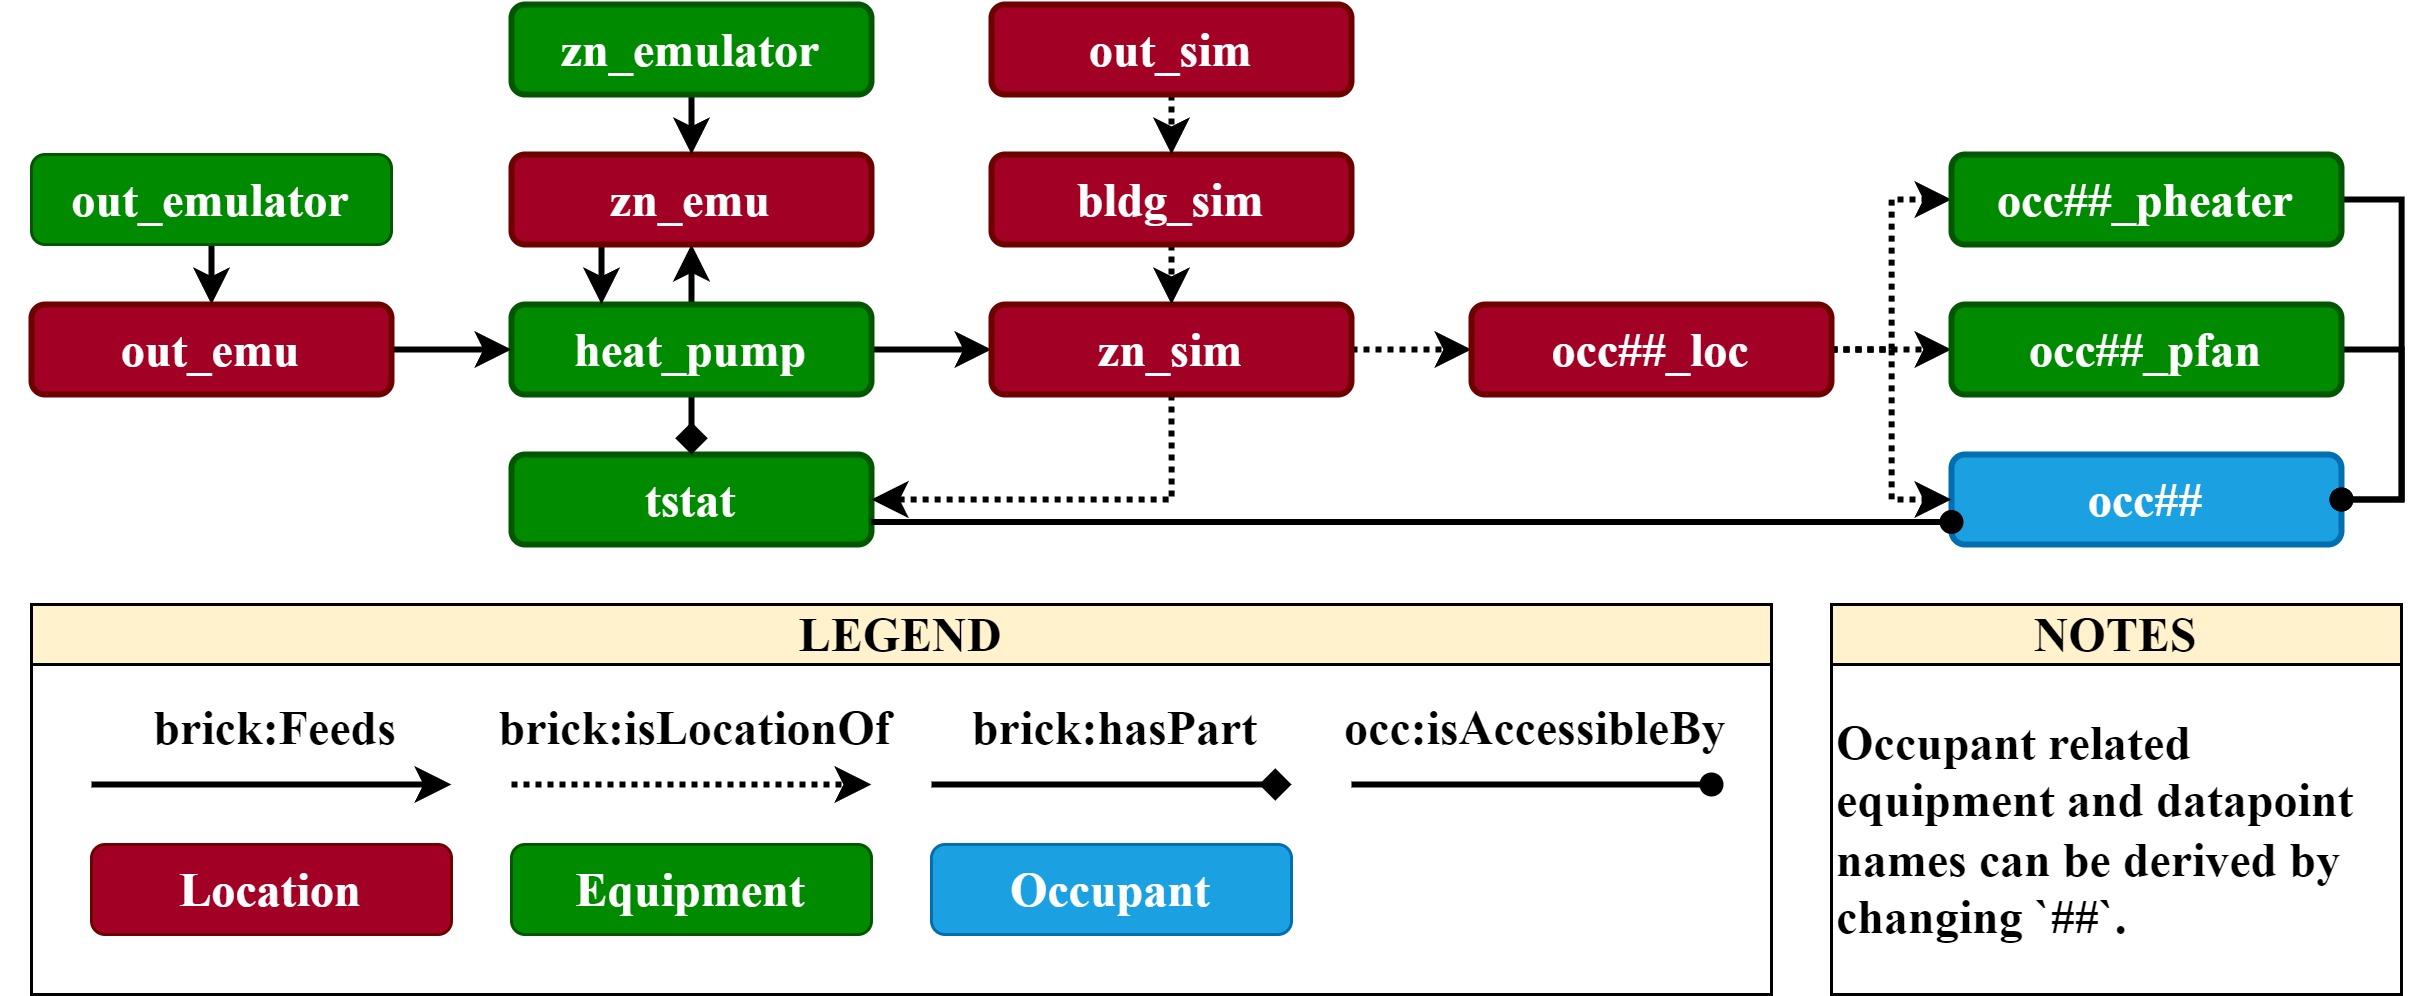 zn_emulator
out_sim
out_emulator
zn_emu
bldg_sim
occ##_pheater
out_emu
heat_pump
zn_sim
occ##_loc
occ##_pfan
tstat
occ##
LEGEND
brick:Feeds
brick:isLocationOf
brick:hasPart
occ:isAccessibleBy
Location
Equipment
Occupant
NOTES
Occupant related
equipment and datapoint
names can be derived by
changing `##`.